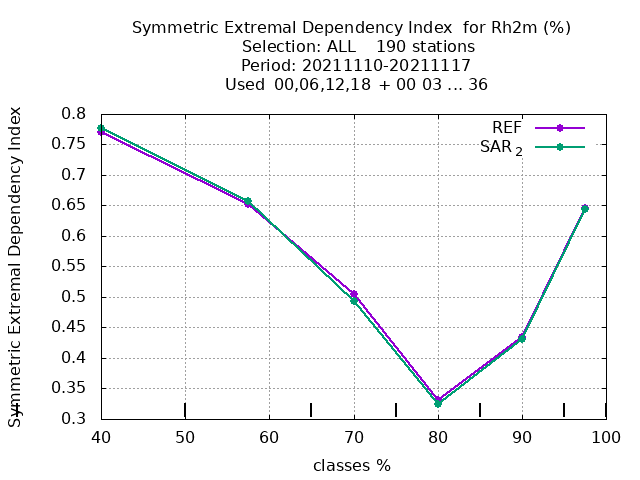 Symmetric Extremal Dependency Index for Rh2m (%)
Selection: ALL 190 stations
Period: 20211110-20211117
Used 00,06,12,18 + 00 03 ... 36
REF
SAR 2
Symmetric Extremal Dependency Index
0.8
0.75
0.7
0.65
0.6
0.55
0.5
0.45
0.4
0.35
0.3
40 50 60 70 80 90 100
classes %